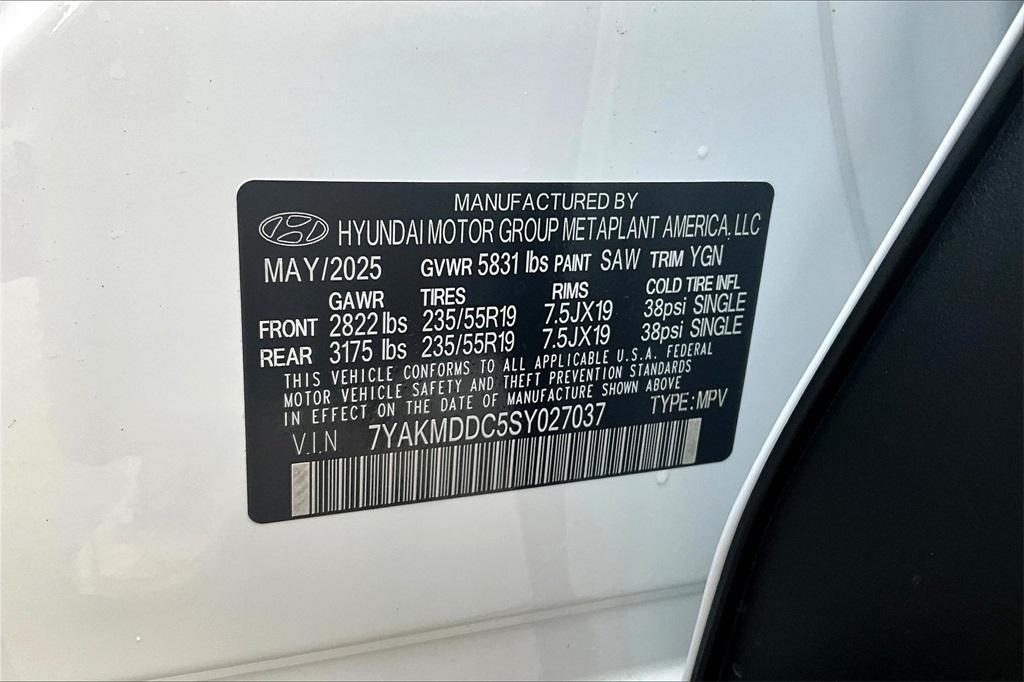 MANUFACTURED BY
HYUNDAI MOTOR GROUP METAPLANT AMERICA, LLC
MAY/2025 GVWR 5831 lbs PAINT SAW TRIM YGN
GAWR TIRES RIMS COLD TIRE INFL
FRONT 2822 lbs 235/55R19 7.5JX19 38psi SINGLE
REAR 3175 lbs 235/55R19 7.5JX19 38psi SINGLE
THIS VEHICLE CONFORMS TO ALL APPLICABLE U.S.A. FEDERAL
MOTOR VEHICLE SAFETY AND THEFT PREVENTION STANDARDS
IN EFFECT ON THE DATE OF MANUFACTURE SHOWN ABOVE
V.I.N 7YAKMDDC5SY027037 TYPE: MPV